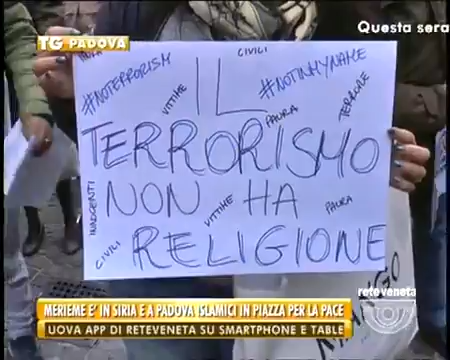 Questa sera
TG PADOVA
CIVILI
#NOTERRORISM
VITTIME
IL
#NOTINMYNAME
PAURA
TERRORE
TERRORISMO
INNOCENTI
NON HA
VITTIME
PAURA
CIVILI
RELIGIONE
MANGO
reteveneta
MERIEME E' IN SIRIA E A PADOVA ISLAMICI IN PIAZZA PER LA PACE
UOVA APP DI RETEVENETA SU SMARTPHONE E TABLE